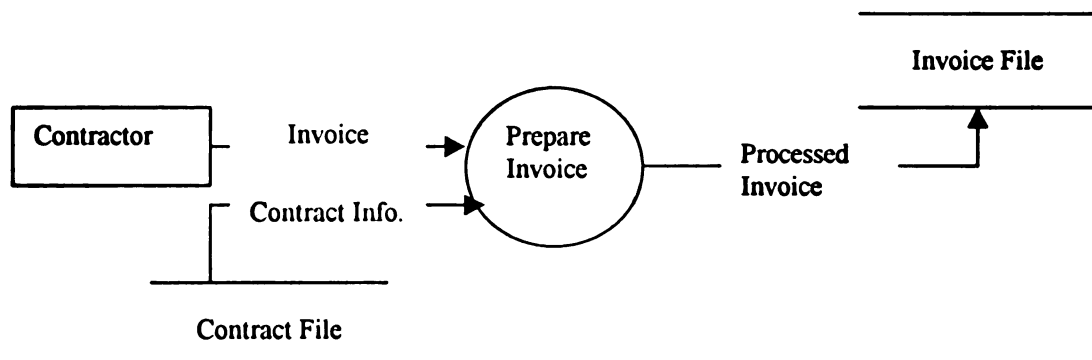 Invoice File
Contractor
Invoice
Prepare
Invoice
Processed
Invoice
Contract Info.
Contract File